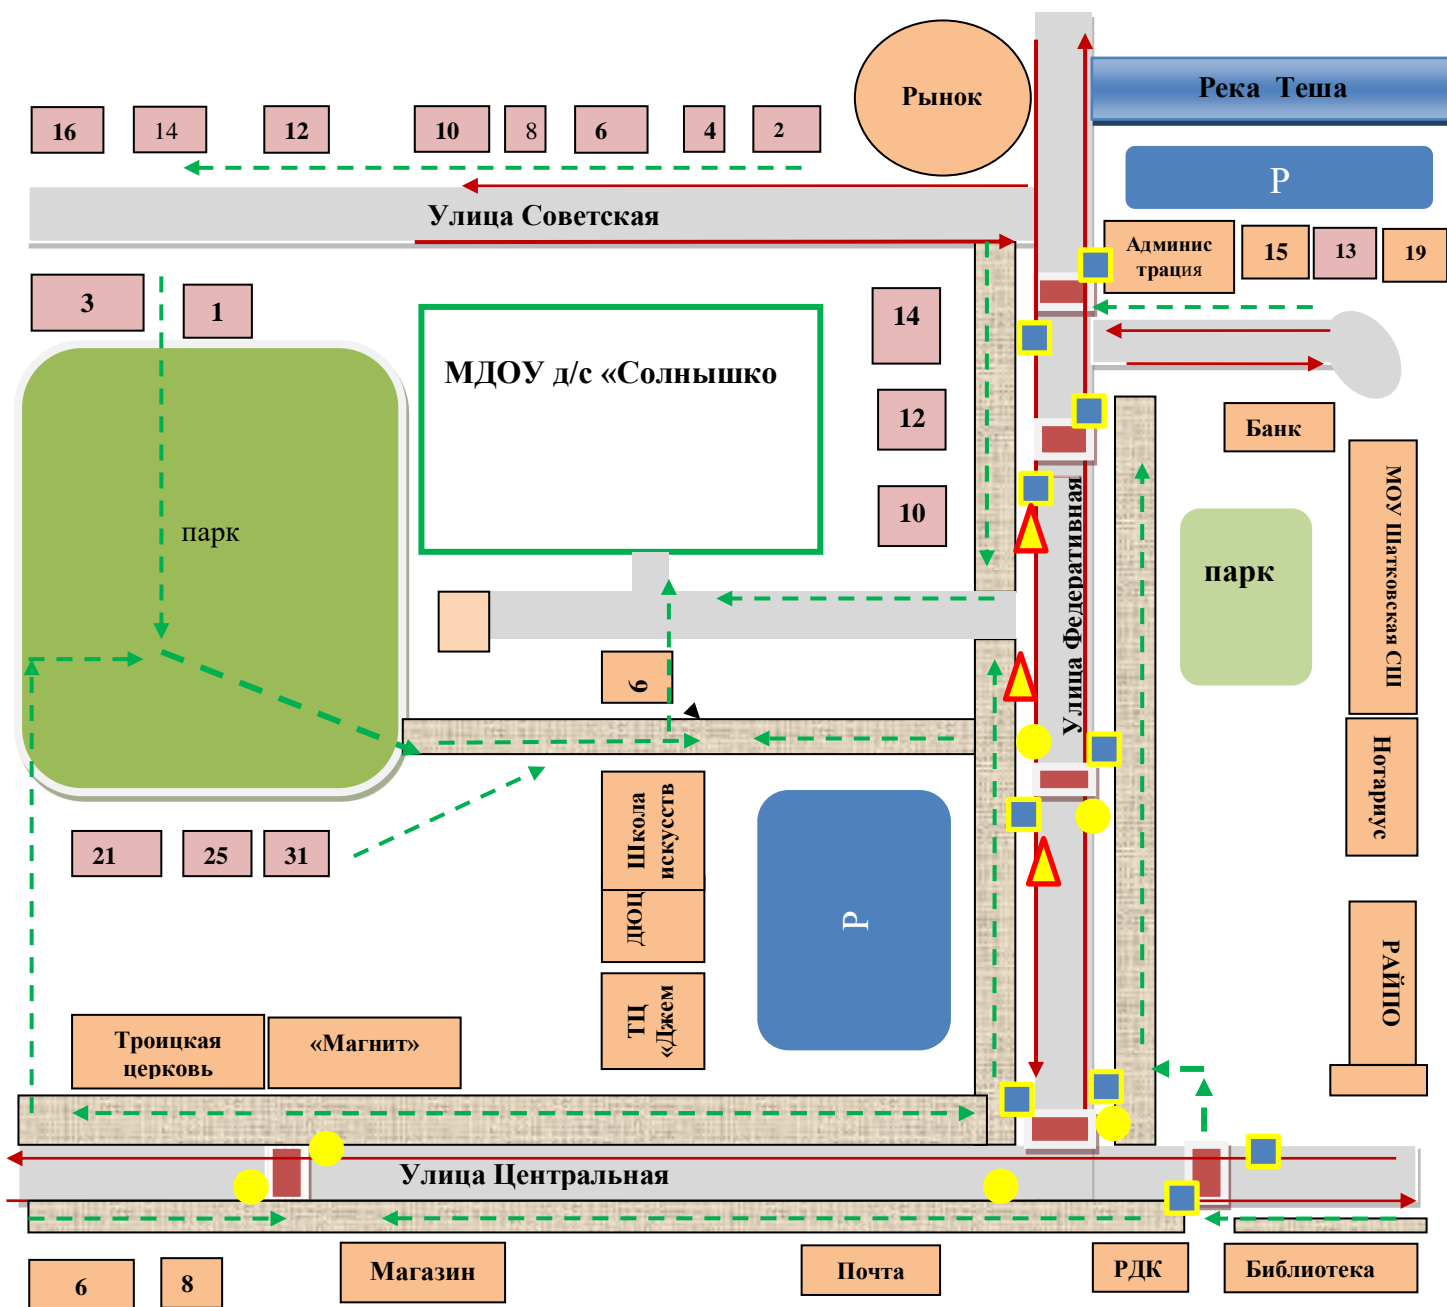 Рынок
Река Теша
16
14
12
10
8
6
4
2
Р
Улица Советская
Админис
трация
15
13
19
3
1
14
МДОУ д/с «Солнышко
12
Банк
10
МОУ Шатковская СШ
парк
парк
Улица Федеративная
6
Нотариус
Школа
искусств
21
25
31
ДЮЦ
Р
РАЙПО
ТЦ
«Джем
Троицкая
церковь
«Магнит»
Улица Центральная
6
8
Магазин
Почта
РДК
Библиотека